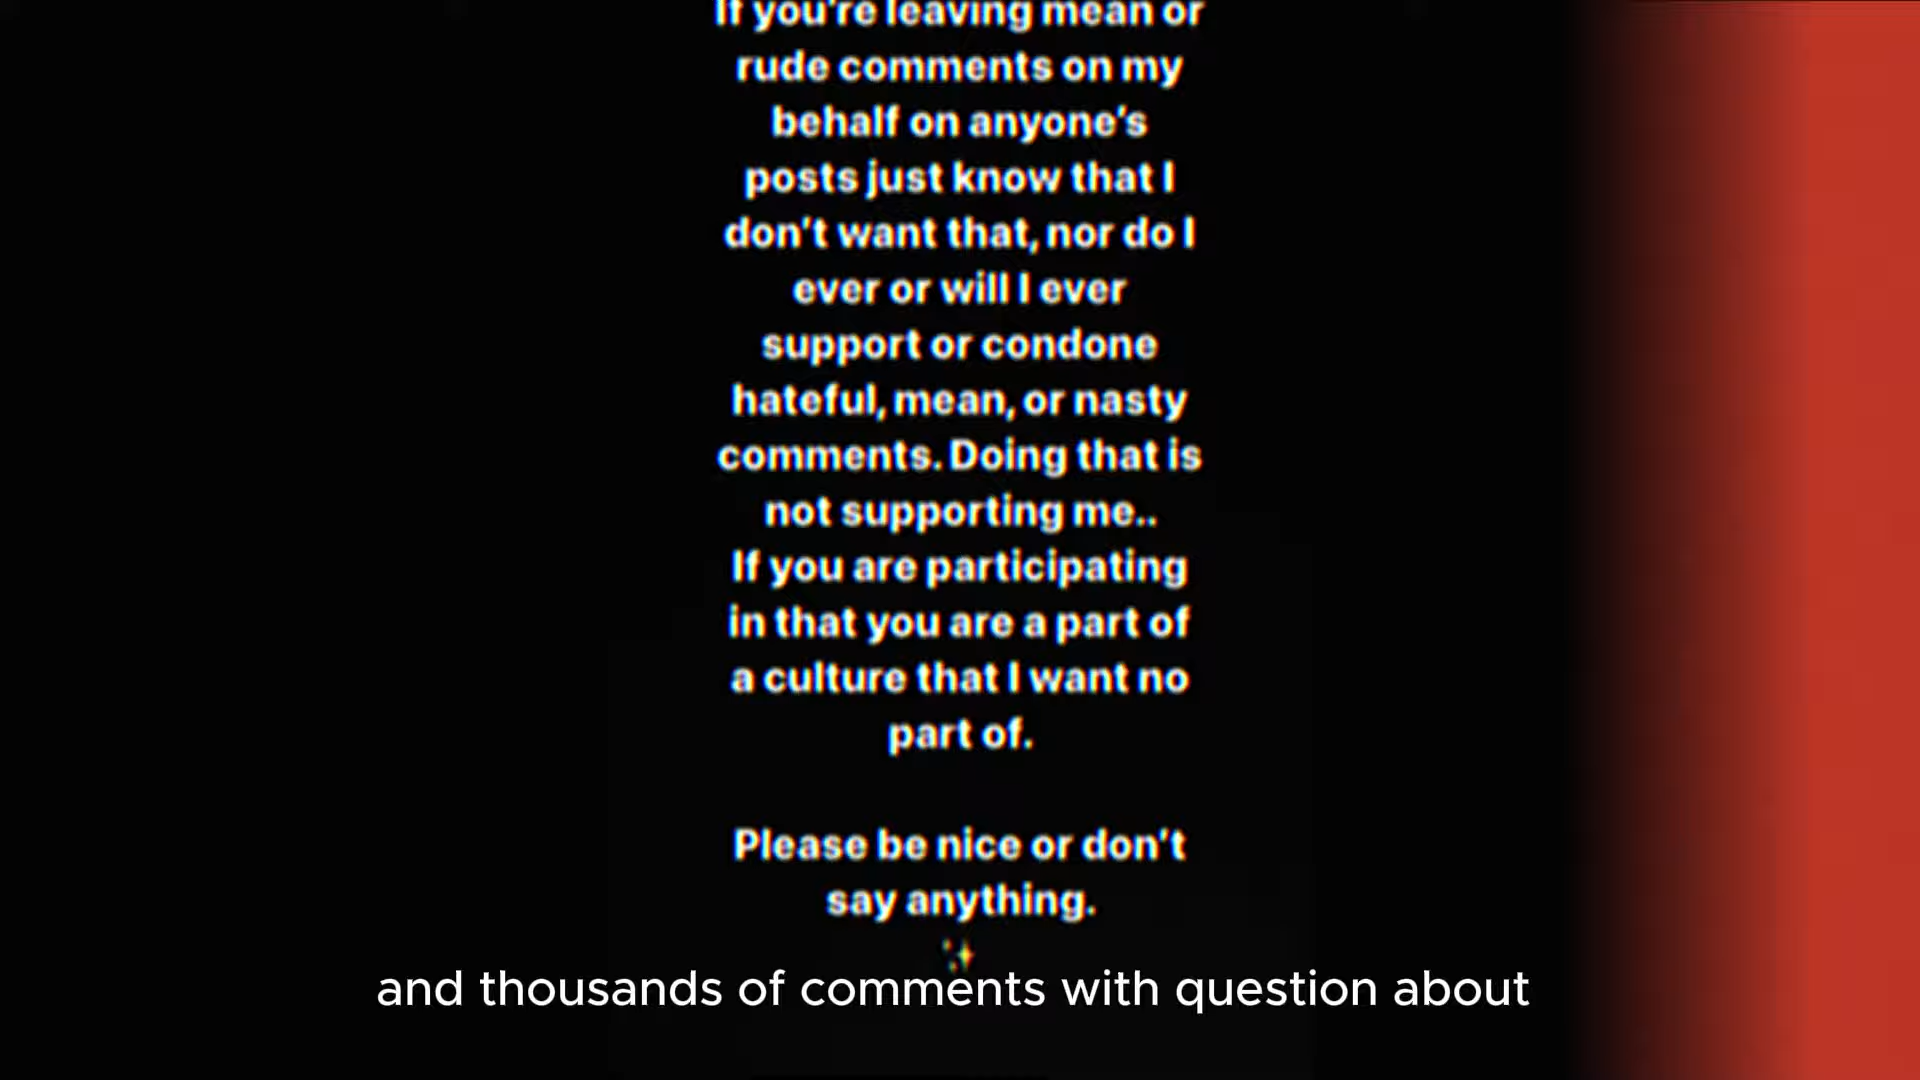 If you're leaving mean or
rude comments on my
behalf on anyone's
posts just know that I
don't want that, nor do I
ever or will I ever
support or condone
hateful, mean, or nasty
comments. Doing that is
not supporting me..
If you are participating
in that you are a part of
a culture that I want no
part of.
Please be nice or don't
say anything.
and thousands of comments with question about